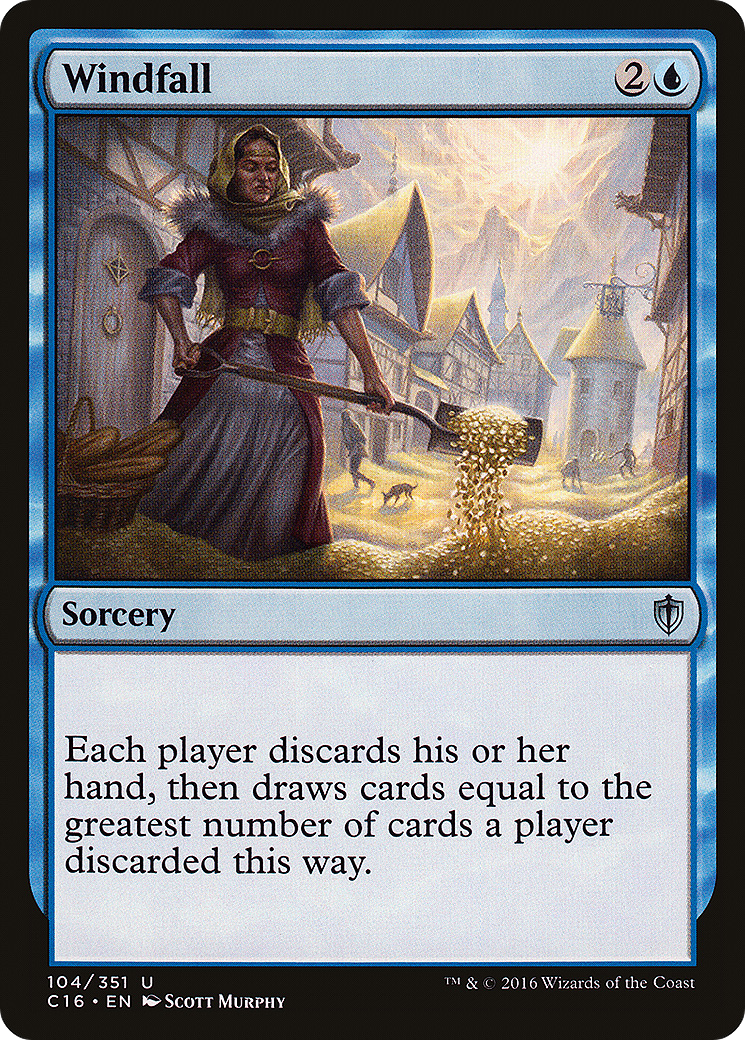 Windfall 2
Sorcery
Each player discards his or her
hand, then draws cards equal to the
greatest number of cards a player
discarded this way.
104/351 U
™ & © 2016 Wizards of the Coast
C16 • EN Scott Murphy